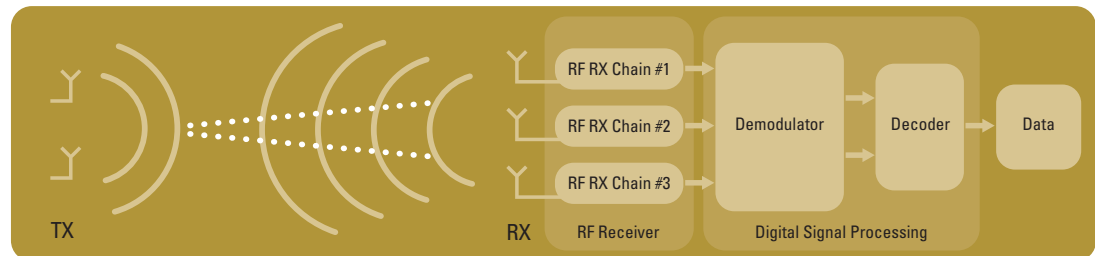 TX
RX
RF RX Chain #1
RF RX Chain #2
RF RX Chain #3
RF Receiver
Demodulator
Decoder
Digital Signal Processing
Data